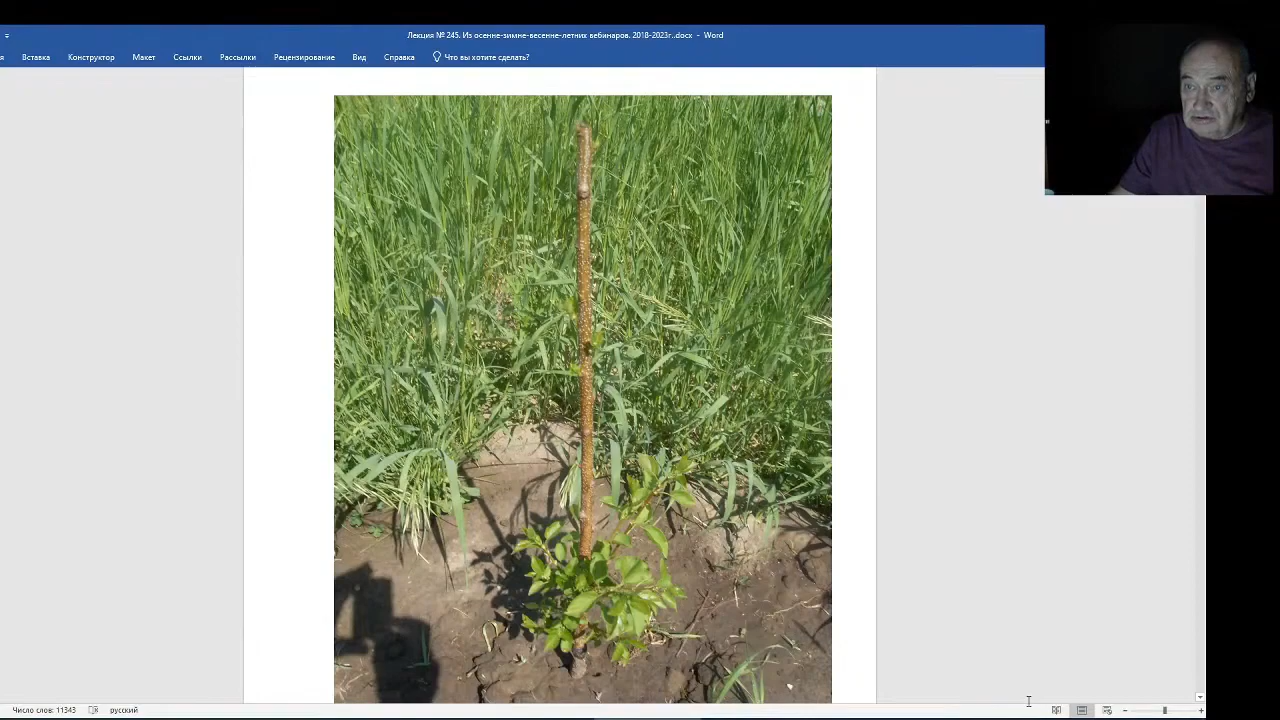 Лекция № 245. Из осенне-зимне-весенне-летних вебинаров. 2018-2023г..docx - Word
я Вставка Конструктор Макет Ссылки Рассылки Рецензирование Вид Справка Что вы хотите сделать?
Число слов: 11343 русский